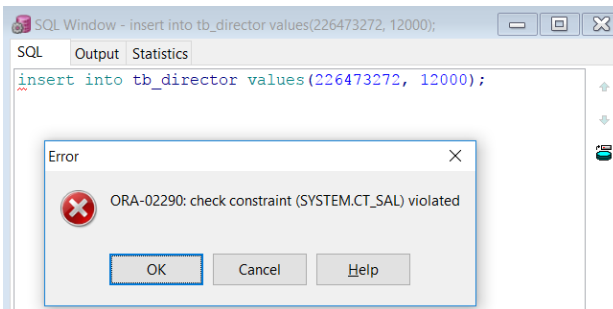 SQL Window - insert into tb_director values(226473272, 12000);
SQL Output Statistics
insert into tb_director values(226473272, 12000);
Error
ORA-02290: check constraint (SYSTEM.CT_SAL) violated
OK Cancel Help